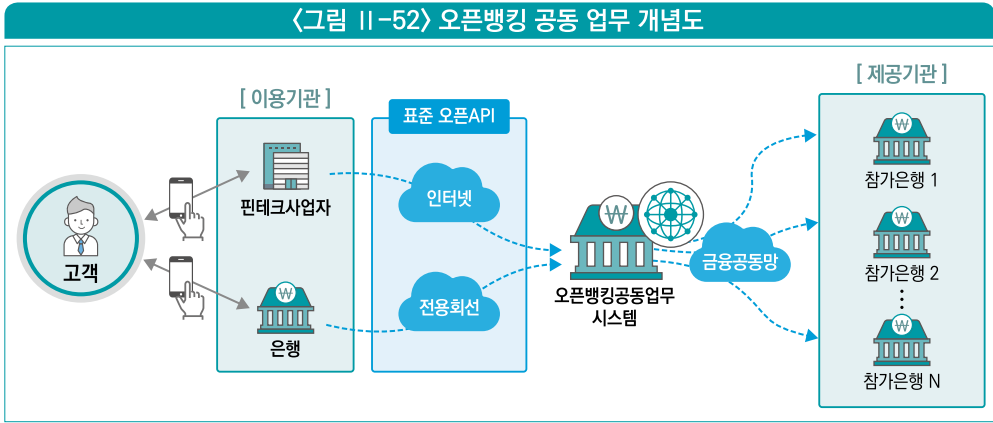 〈그림 Ⅱ-52〉 오픈뱅킹 공동 업무 개념도
[ 이용기관 ]
핀테크사업자
은행
고객
표준 오픈API
인터넷
전용회선
₩
오픈뱅킹공동업무
시스템
금융공동망
[ 제공기관 ]
₩
참가은행 1
₩
참가은행 2
⋮
₩
참가은행 N
₩